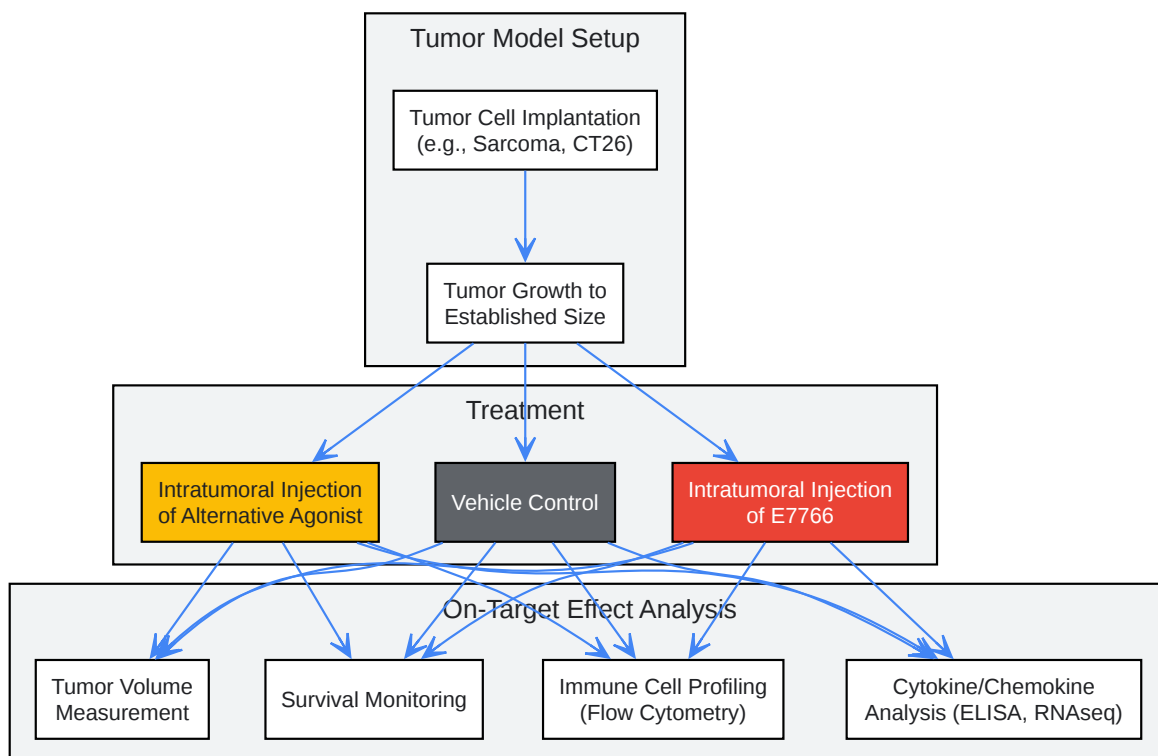 Tumor Model Setup
Tumor Cell Implantation
(e.g., Sarcoma, CT26)
Tumor Growth to
Established Size
Treatment
Intratumoral Injection
of Alternative Agonist
Vehicle Control
Intratumoral Injection
of E7766
On-Target Effect Analysis
Tumor Volume
Measurement
Survival Monitoring
Immune Cell Profiling
(Flow Cytometry)
Cytokine/Chemokine
Analysis (ELISA, RNAseq)